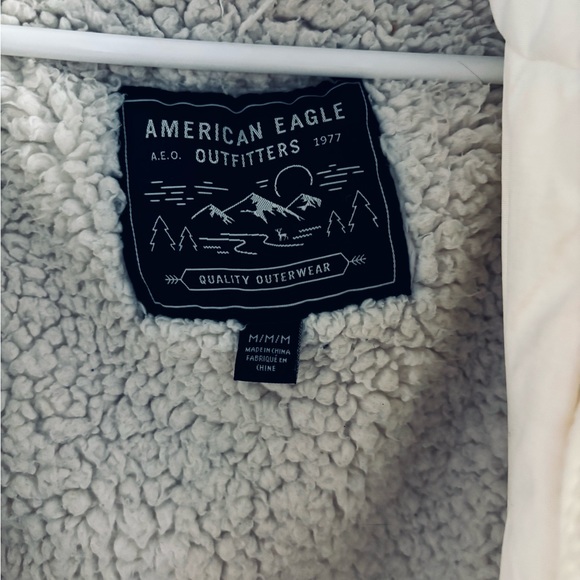 AMERICAN EAGLE
A.E.O. OUTFITTERS 1977
QUALITY OUTERWEAR
M/M/M
MADE IN CHINA
FABRIQUÉ EN
CHINE